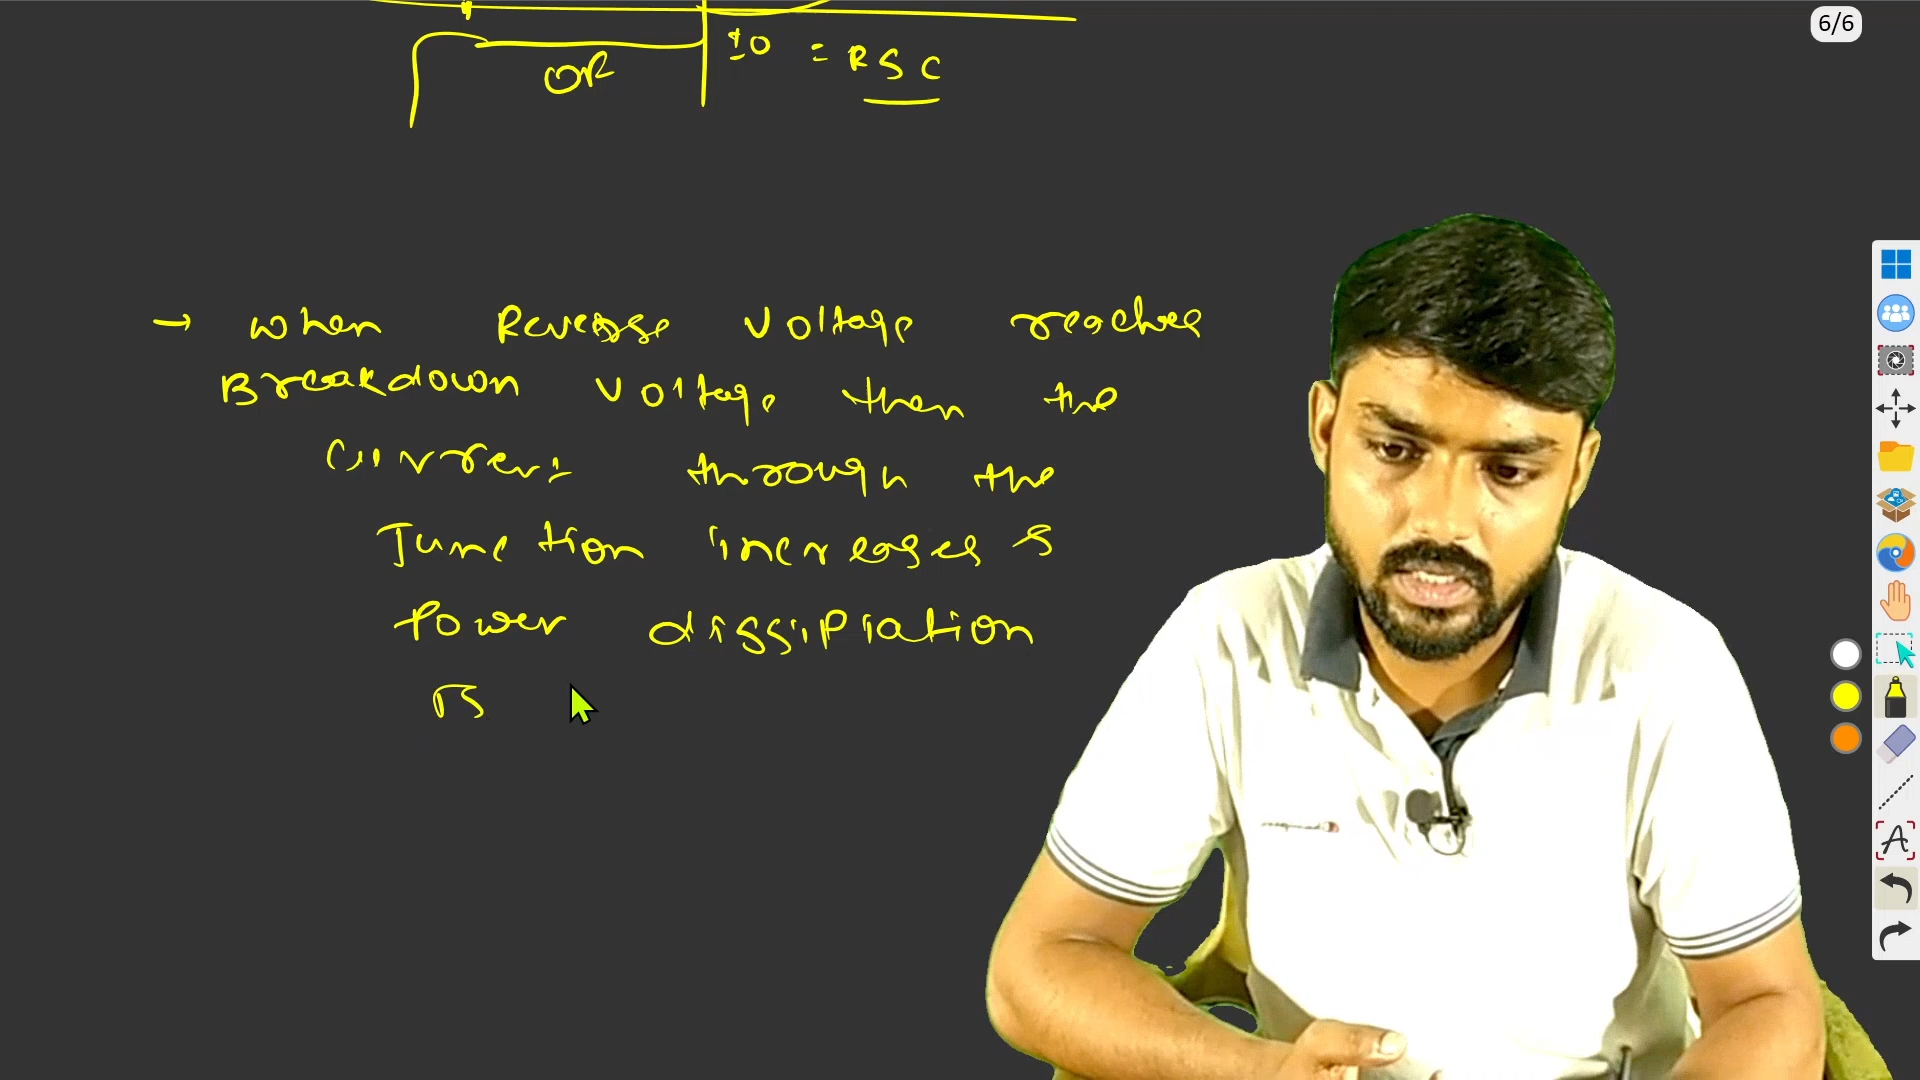 6/6
OR
I0 = RSC
→ when Reverse voltage reaches
Breakdown voltage then the
Current through the
Junction increases &
Power dissipiation